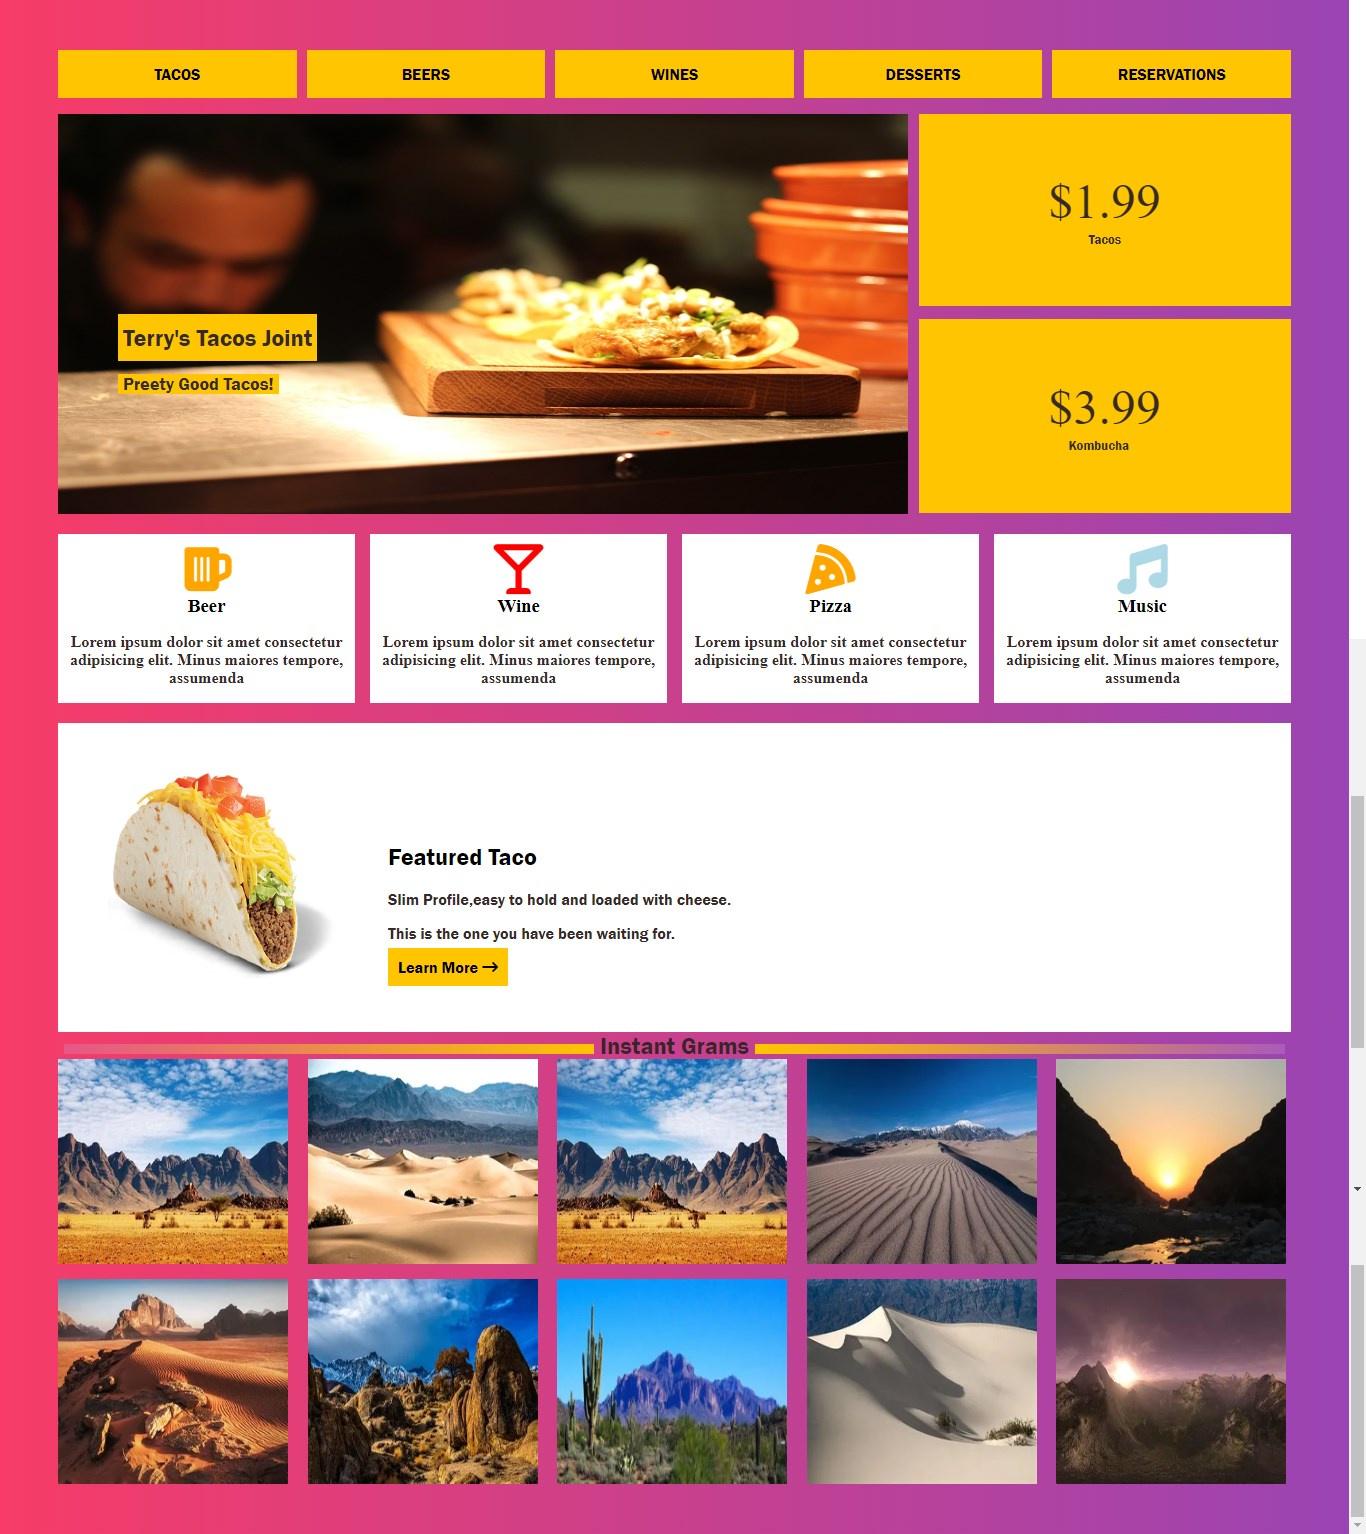 TACOS BEERS WINES DESSERTS RESERVATIONS
Terry's Tacos Joint
Preety Good Tacos!
$1.99
Tacos
$3.99
Kombucha
Beer
Lorem ipsum dolor sit amet consectetur
adipisicing elit. Minus maiores tempore,
assumenda
Wine
Lorem ipsum dolor sit amet consectetur
adipisicing elit. Minus maiores tempore,
assumenda
Pizza
Lorem ipsum dolor sit amet consectetur
adipisicing elit. Minus maiores tempore,
assumenda
Music
Lorem ipsum dolor sit amet consectetur
adipisicing elit. Minus maiores tempore,
assumenda
Featured Taco
Slim Profile,easy to hold and loaded with cheese.
This is the one you have been waiting for.
Learn More →
Instant Grams